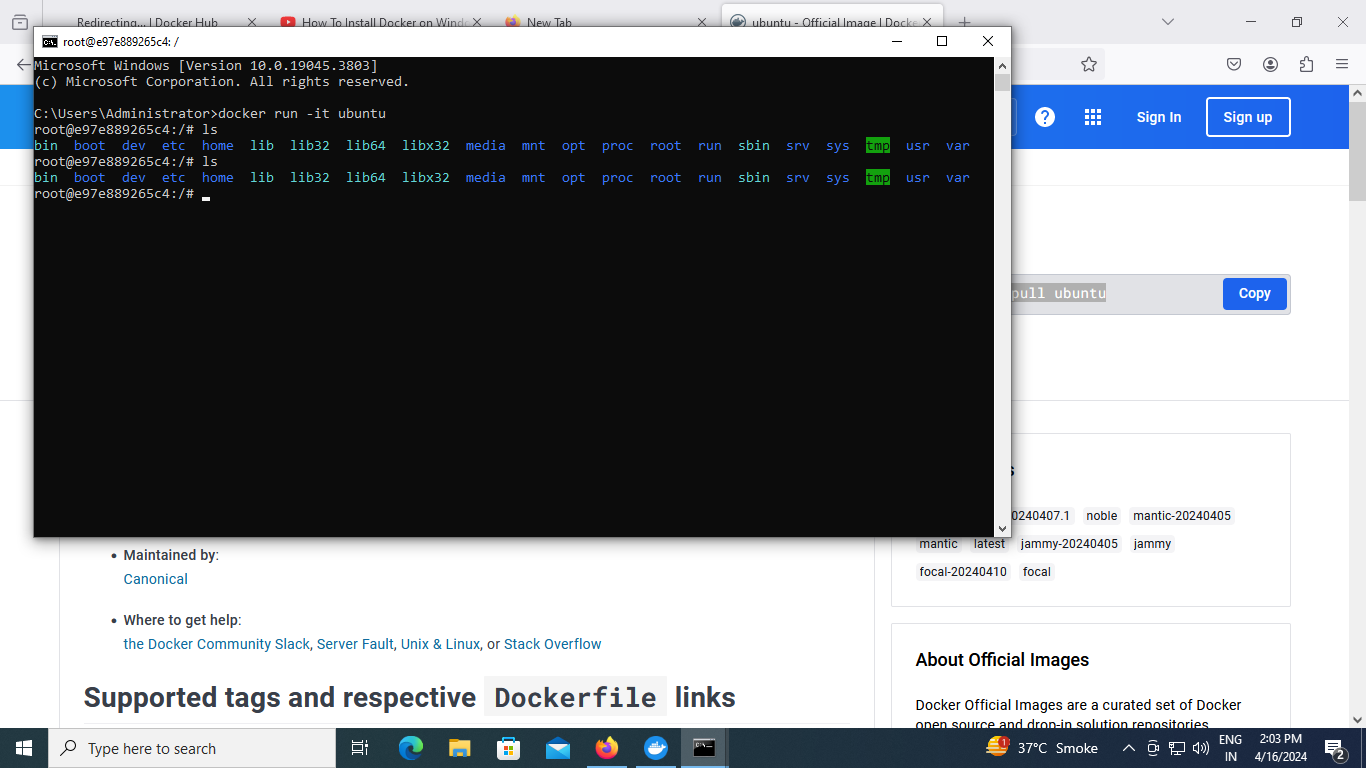 Redirecting... | Docker Hub
How To Install Docker on Wind
New Tab
ubuntu - Official Image | Docke
root@e97e889265c4: /
Microsoft Windows [Version 10.0.19045.3803]
(c) Microsoft Corporation. All rights reserved.
C:\Users\Administrator>docker run -it ubuntu
root@e97e889265c4:/# ls
bin boot dev etc home lib lib32 lib64 libx32 media mnt opt proc root run sbin srv sys tmp usr var
root@e97e889265c4:/# ls
bin boot dev etc home lib lib32 lib64 libx32 media mnt opt proc root run sbin srv sys tmp usr var
root@e97e889265c4:/#
Sign In
Sign up
pull ubuntu
Copy
s
20240407.1 noble mantic-20240405
mantic latest jammy-20240405 jammy
focal-20240410 focal
Maintained by:
Canonical
Where to get help:
the Docker Community Slack, Server Fault, Unix & Linux, or Stack Overflow
Supported tags and respective Dockerfile links
About Official Images
Docker Official Images are a curated set of Docker
open source and drop-in solution repositories.
Type here to search
1
37°C Smoke
ENG
IN
2:03 PM
4/16/2024
2